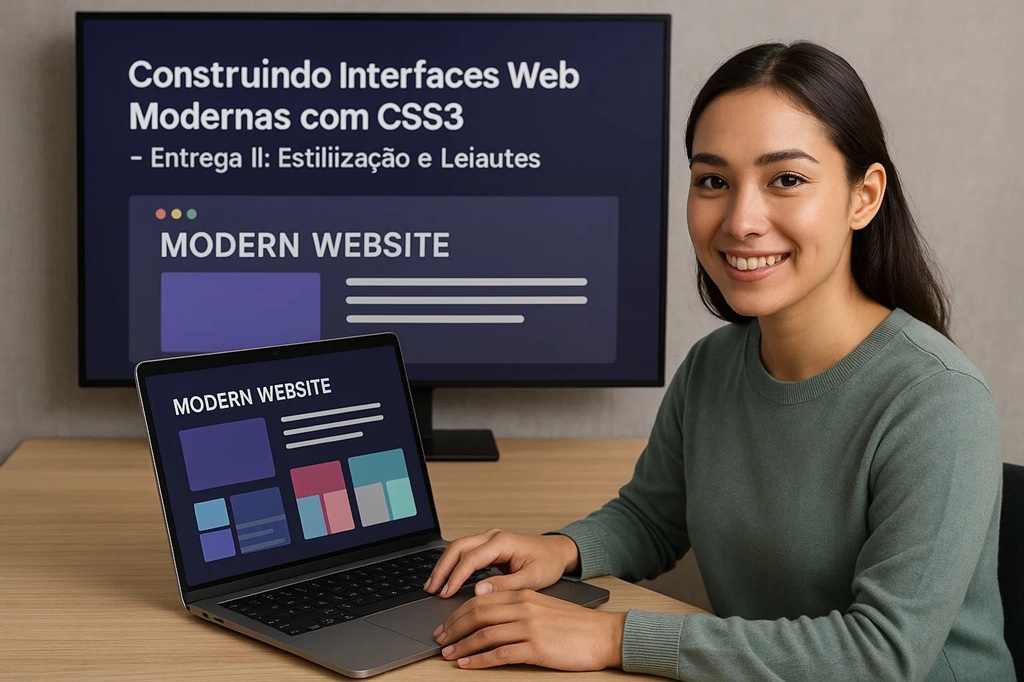 Construindo Interfaces Web
Modernas com CSS3
- Entrega II: Estiliização e Leiautes
MODERN WEBSITE
MODERN WEBSITE